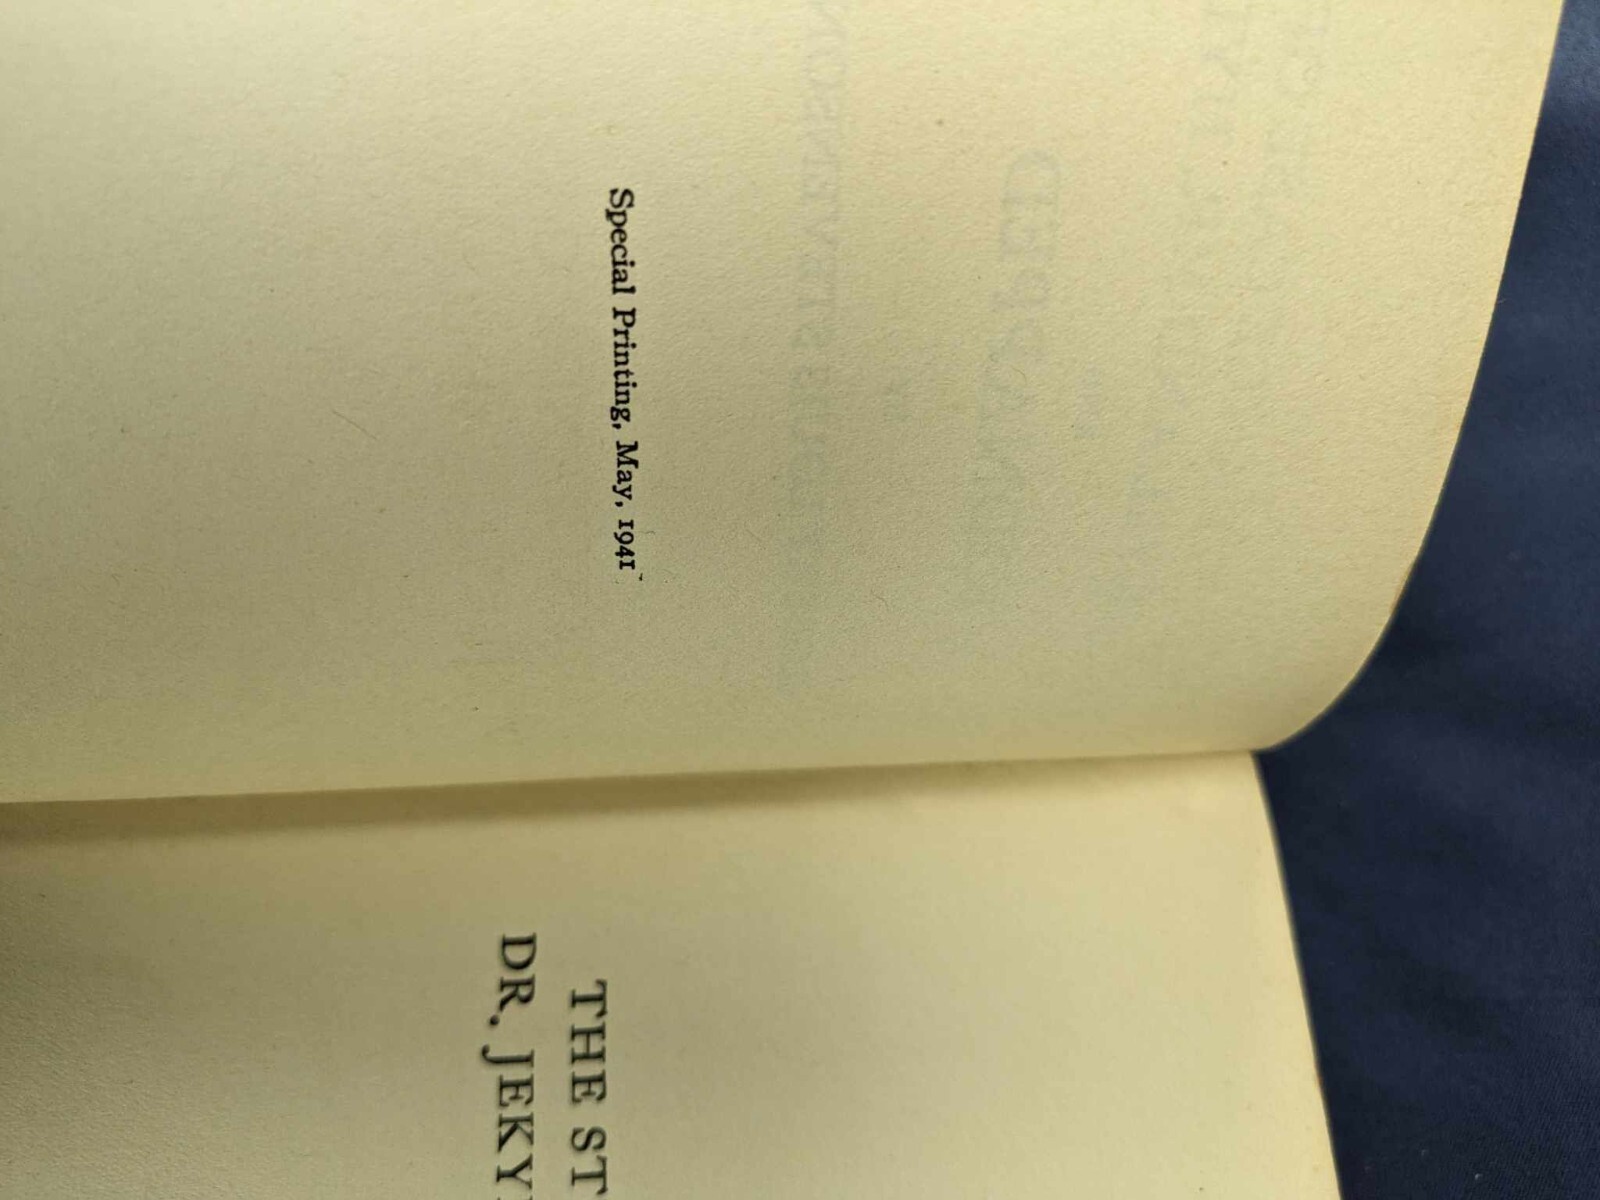 Special Printing, May, 1941
THE ST
DR. JEKY